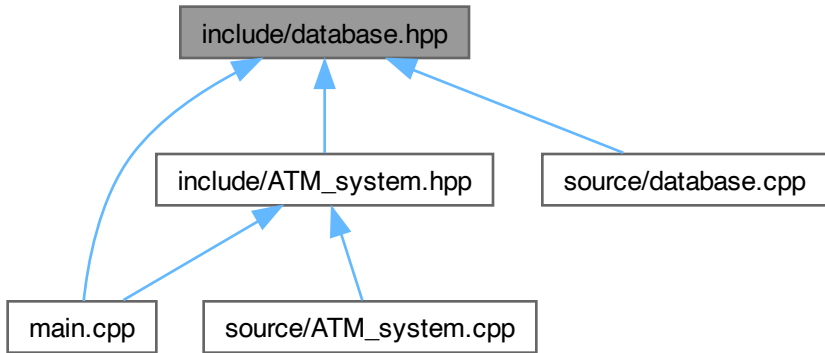 include/database.hpp
include/ATM_system.hpp
source/database.cpp
main.cpp
source/ATM_system.cpp